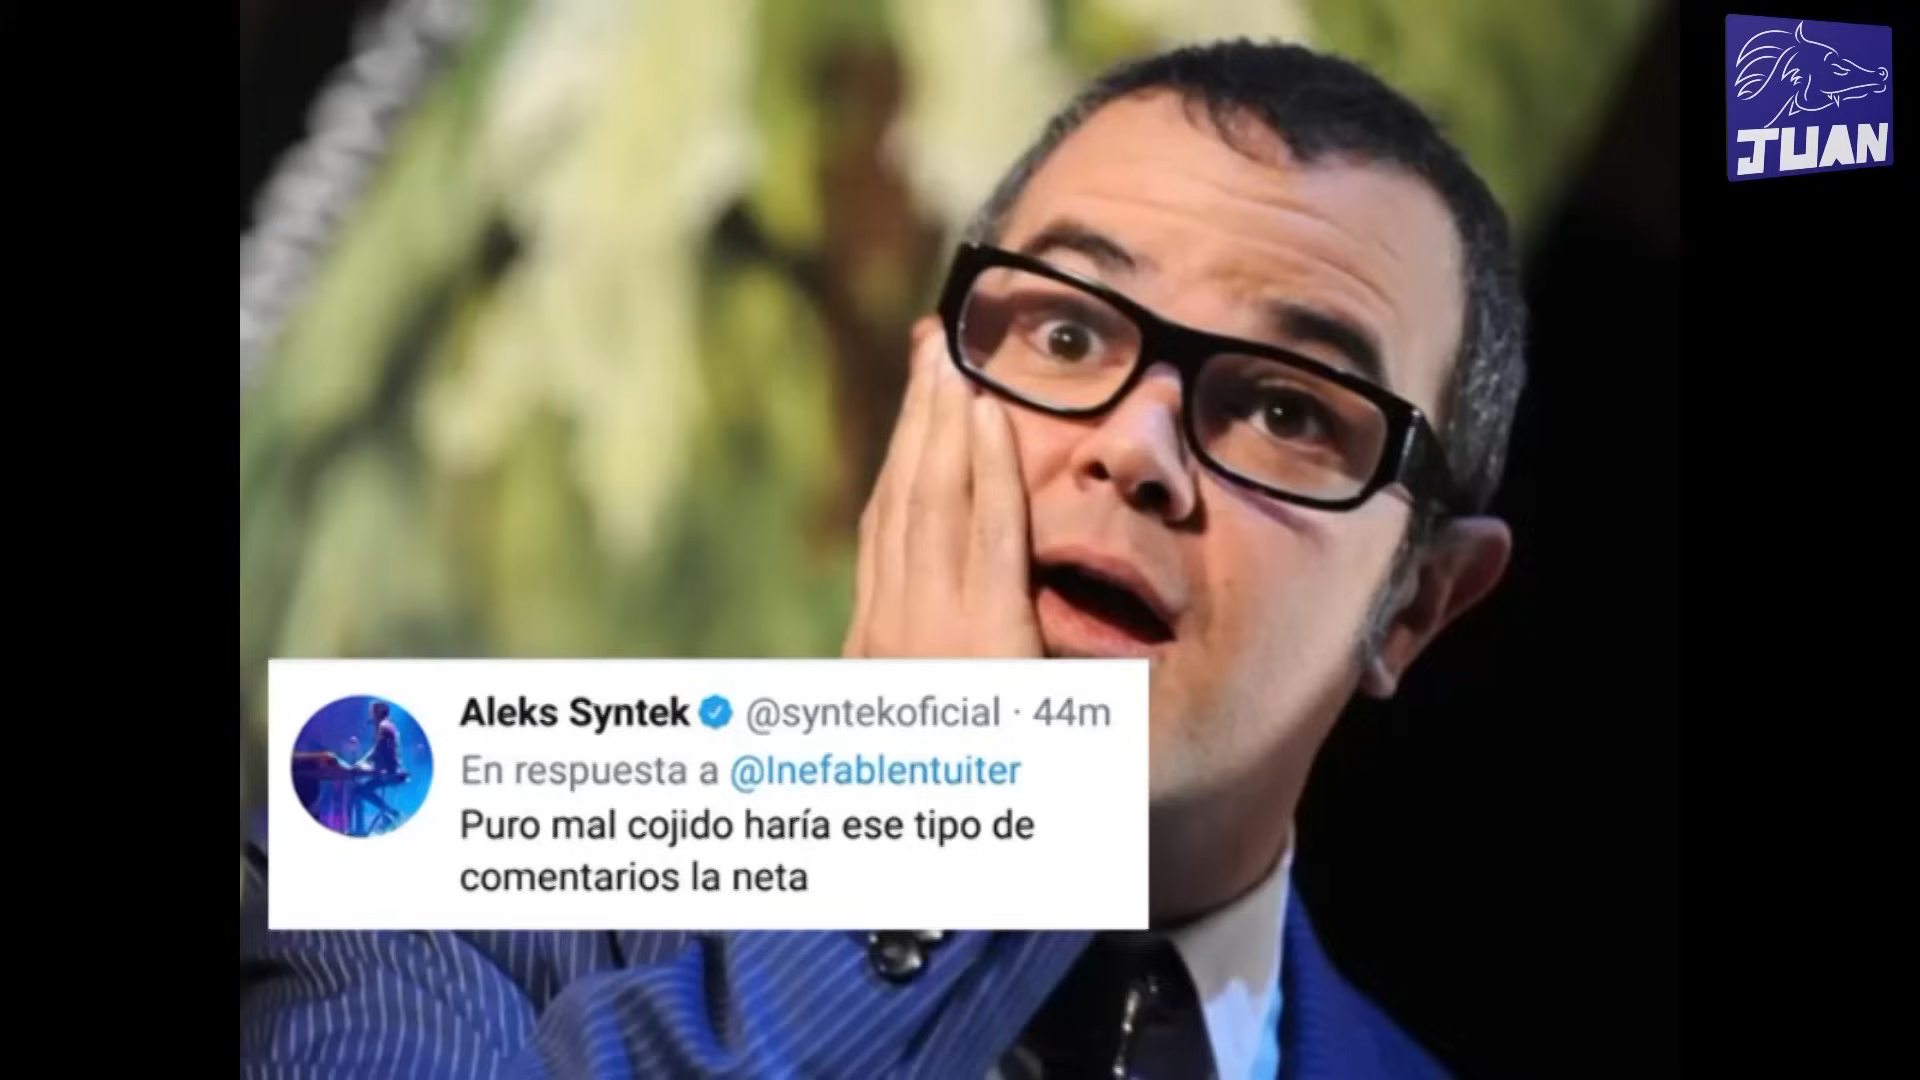 JUAN
Aleks Syntek @syntekoficial · 44m
En respuesta a @Inefablentuiter
Puro mal cojido haría ese tipo de
comentarios la neta